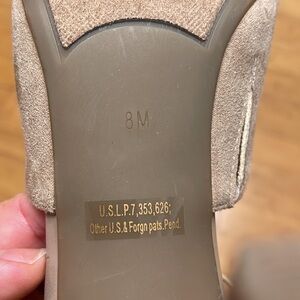 8M
U.S.L.P.7,353,626;
Other U.S.& Forgn pats. Pend.